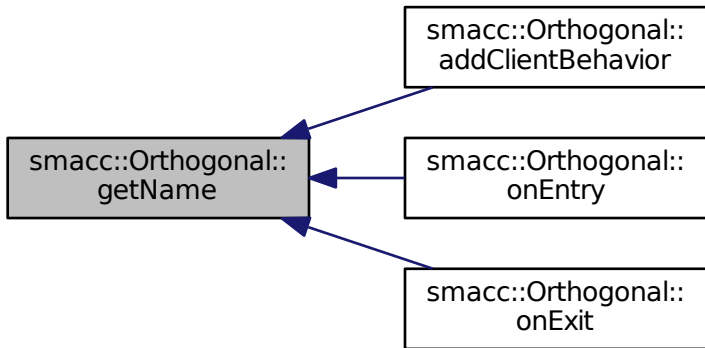 smacc::Orthogonal::
addClientBehavior
smacc::Orthogonal::
getName
smacc::Orthogonal::
onEntry
smacc::Orthogonal::
onExit